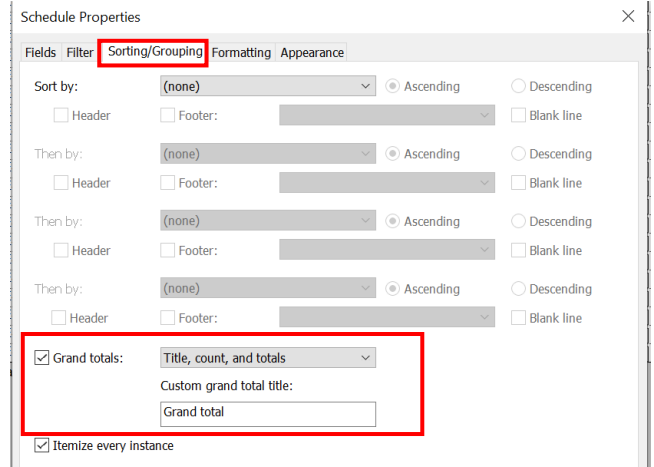 Schedule Properties
Fields Filter Sorting/Grouping Formatting Appearance
Sort by: (none) Ascending Descending
Header Footer: Blank line
Then by: (none) Ascending Descending
Header Footer: Blank line
Then by: (none) Ascending Descending
Header Footer: Blank line
Then by: (none) Ascending Descending
Header Footer: Blank line
Grand totals: Title, count, and totals
Custom grand total title:
Grand total
Itemize every instance